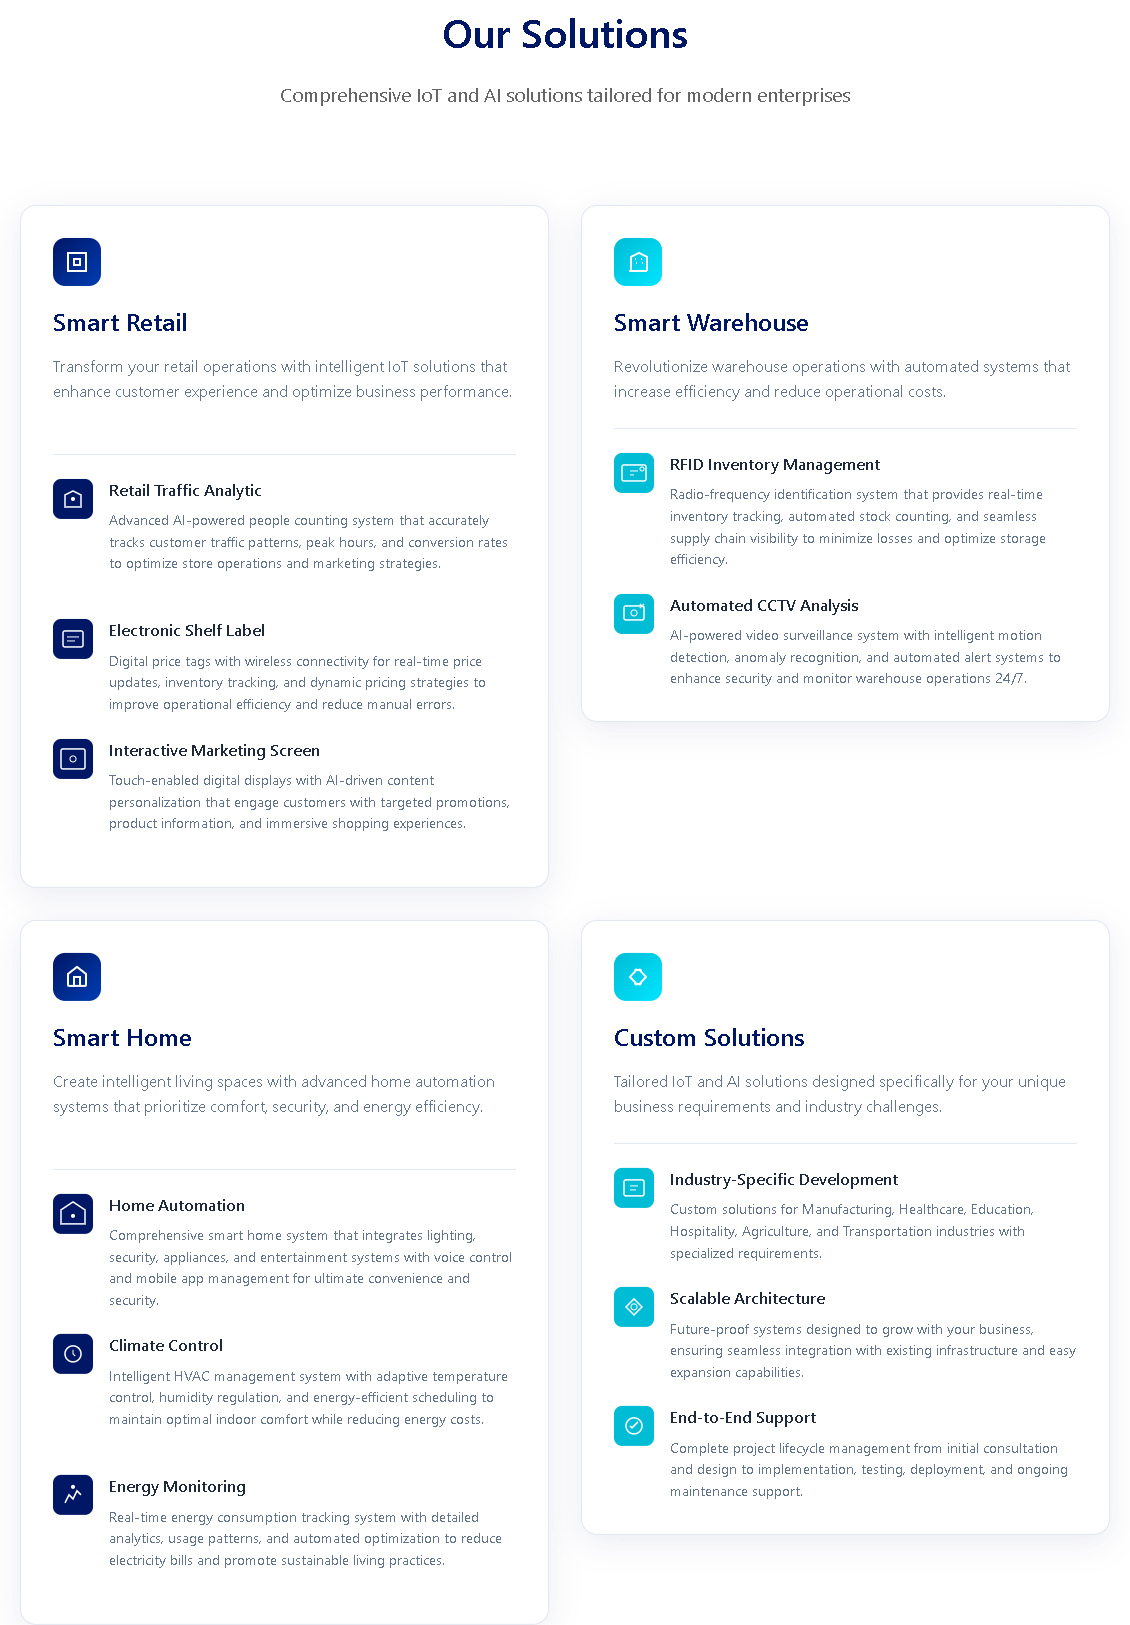 Our Solutions
Comprehensive IoT and AI solutions tailored for modern enterprises
Smart Retail
Transform your retail operations with intelligent IoT solutions that
enhance customer experience and optimize business performance.
Retail Traffic Analytic
Advanced AI-powered people counting system that accurately
tracks customer traffic patterns, peak hours, and conversion rates
to optimize store operations and marketing strategies.
Electronic Shelf Label
Digital price tags with wireless connectivity for real-time price
updates, inventory tracking, and dynamic pricing strategies to
improve operational efficiency and reduce manual errors.
Interactive Marketing Screen
Touch-enabled digital displays with AI-driven content
personalization that engage customers with targeted promotions,
product information, and immersive shopping experiences.
Smart Warehouse
Revolutionize warehouse operations with automated systems that
increase efficiency and reduce operational costs.
RFID Inventory Management
Radio-frequency identification system that provides real-time
inventory tracking, automated stock counting, and seamless
supply chain visibility to minimize losses and optimize storage
efficiency.
Automated CCTV Analysis
AI-powered video surveillance system with intelligent motion
detection, anomaly recognition, and automated alert systems to
enhance security and monitor warehouse operations 24/7.
Smart Home
Create intelligent living spaces with advanced home automation
systems that prioritize comfort, security, and energy efficiency.
Home Automation
Comprehensive smart home system that integrates lighting,
security, appliances, and entertainment systems with voice control
and mobile app management for ultimate convenience and
security.
Climate Control
Intelligent HVAC management system with adaptive temperature
control, humidity regulation, and energy-efficient scheduling to
maintain optimal indoor comfort while reducing energy costs.
Energy Monitoring
Real-time energy consumption tracking system with detailed
analytics, usage patterns, and automated optimization to reduce
electricity bills and promote sustainable living practices.
Custom Solutions
Tailored IoT and AI solutions designed specifically for your unique
business requirements and industry challenges.
Industry-Specific Development
Custom solutions for Manufacturing, Healthcare, Education,
Hospitality, Agriculture, and Transportation industries with
specialized requirements.
Scalable Architecture
Future-proof systems designed to grow with your business,
ensuring seamless integration with existing infrastructure and easy
expansion capabilities.
End-to-End Support
Complete project lifecycle management from initial consultation
and design to implementation, testing, deployment, and ongoing
maintenance support.